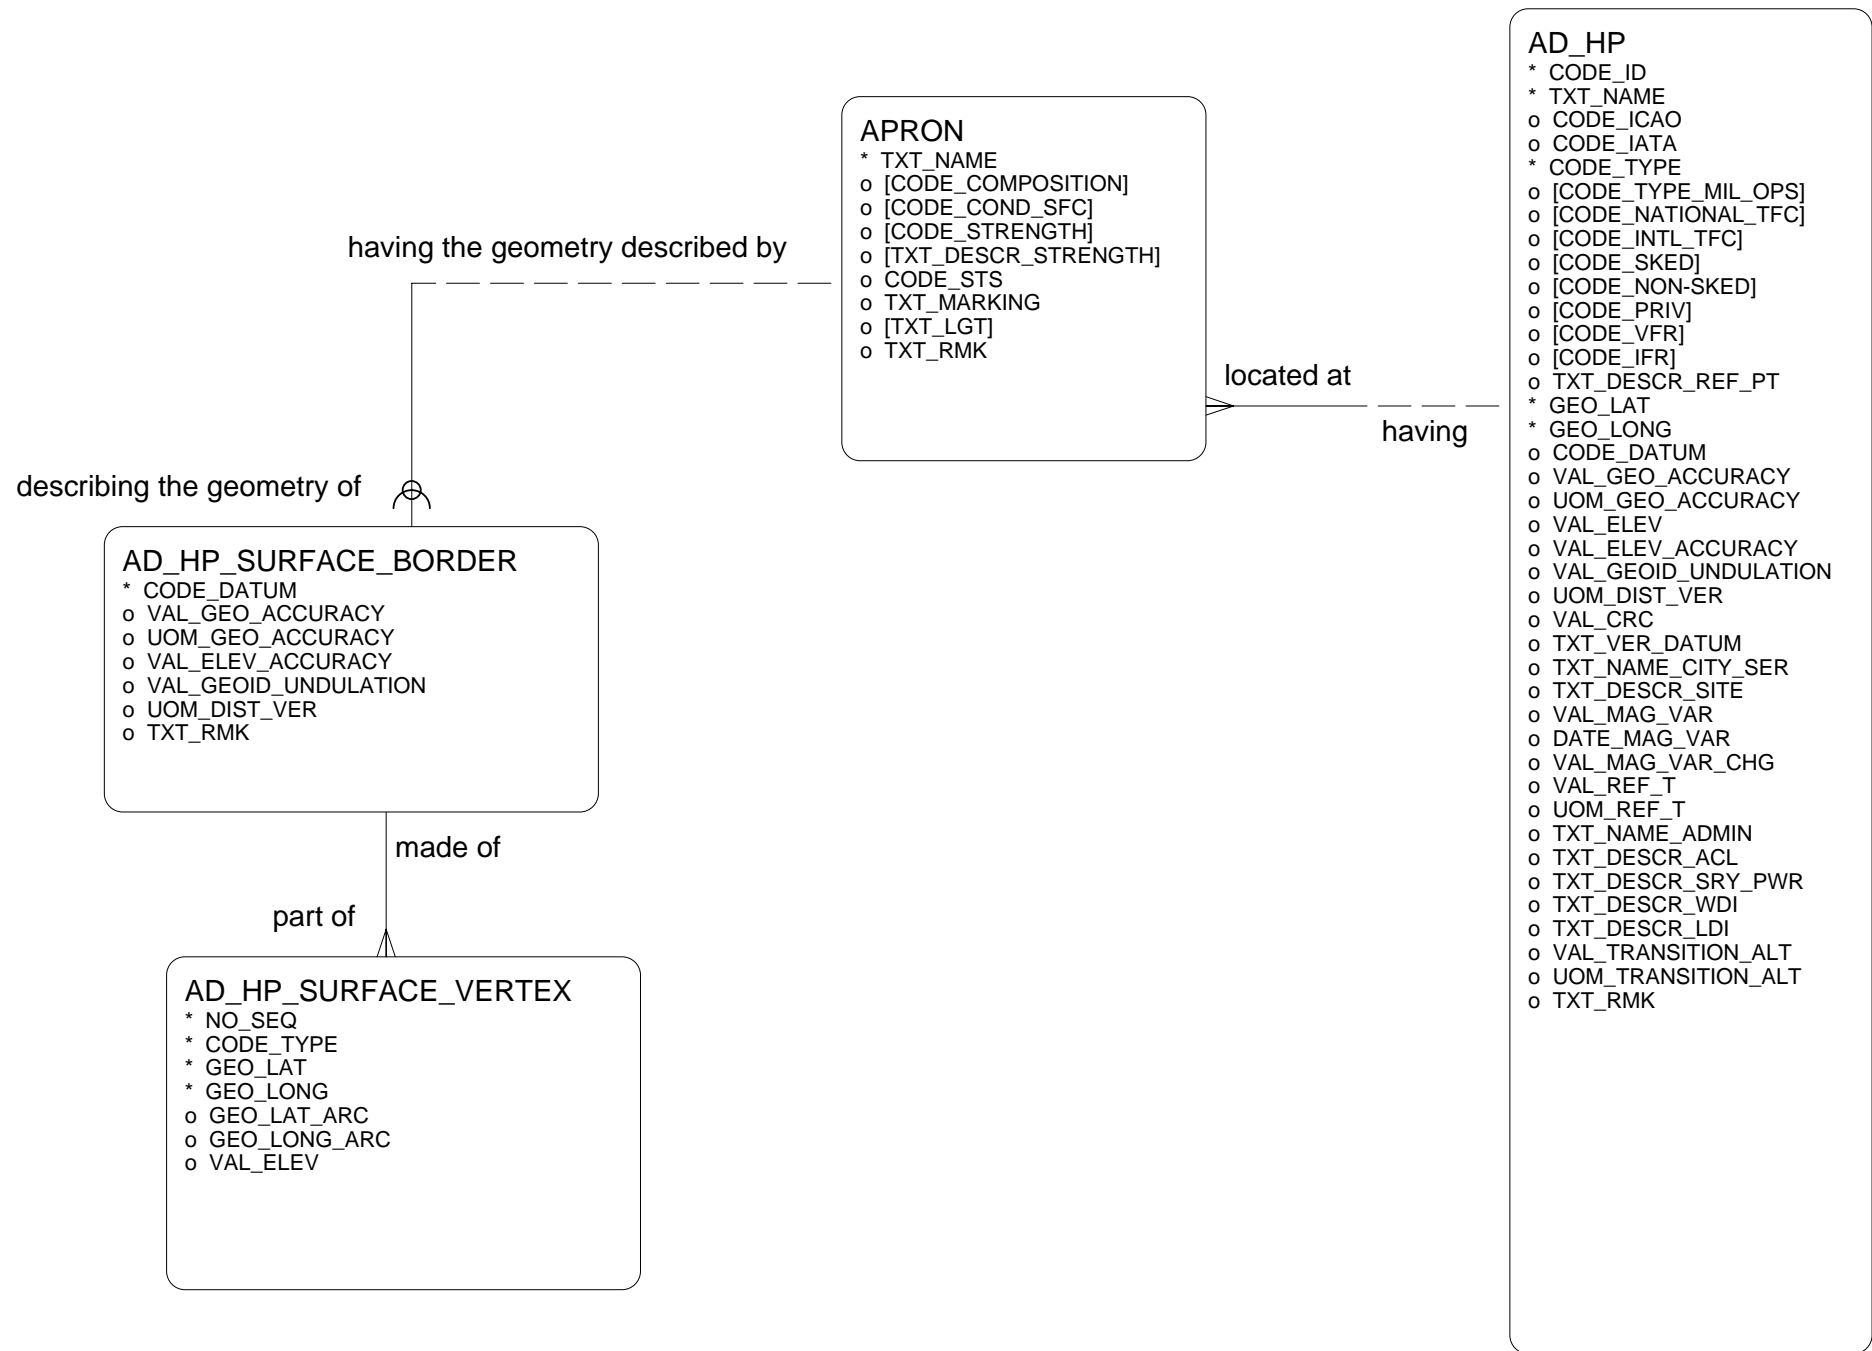 AD_HP
* CODE_ID
* TXT_NAME
o CODE_ICAO
o CODE_IATA
* CODE_TYPE
o [CODE_TYPE_MIL_OPS]
o [CODE_NATIONAL_TFC]
o [CODE_INTL_TFC]
o [CODE_SKED]
o [CODE_NON-SKED]
o [CODE_PRIV]
o [CODE_VFR]
o [CODE_IFR]
o TXT_DESCR_REF_PT
* GEO_LAT
* GEO_LONG
o CODE_DATUM
o VAL_GEO_ACCURACY
o UOM_GEO_ACCURACY
o VAL_ELEV
o VAL_ELEV_ACCURACY
o VAL_GEOID_UNDULATION
o UOM_DIST_VER
o VAL_CRC
o TXT_VER_DATUM
o TXT_NAME_CITY_SER
o TXT_DESCR_SITE
o VAL_MAG_VAR
o DATE_MAG_VAR
o VAL_MAG_VAR_CHG
o VAL_REF_T
o UOM_REF_T
o TXT_NAME_ADMIN
o TXT_DESCR_ACL
o TXT_DESCR_SRY_PWR
o TXT_DESCR_WDI
o TXT_DESCR_LDI
o VAL_TRANSITION_ALT
o UOM_TRANSITION_ALT
o TXT_RMK
APRON
* TXT_NAME
o [CODE_COMPOSITION]
o [CODE_COND_SFC]
o [CODE_STRENGTH]
o [TXT_DESCR_STRENGTH]
o CODE_STS
o TXT_MARKING
o [TXT_LGT]
o TXT_RMK
having the geometry described by
located at
having
describing the geometry of
AD_HP_SURFACE_BORDER
* CODE_DATUM
o VAL_GEO_ACCURACY
o UOM_GEO_ACCURACY
o VAL_ELEV_ACCURACY
o VAL_GEOID_UNDULATION
o UOM_DIST_VER
o TXT_RMK
made of
part of
AD_HP_SURFACE_VERTEX
* NO_SEQ
* CODE_TYPE
* GEO_LAT
* GEO_LONG
o GEO_LAT_ARC
o GEO_LONG_ARC
o VAL_ELEV